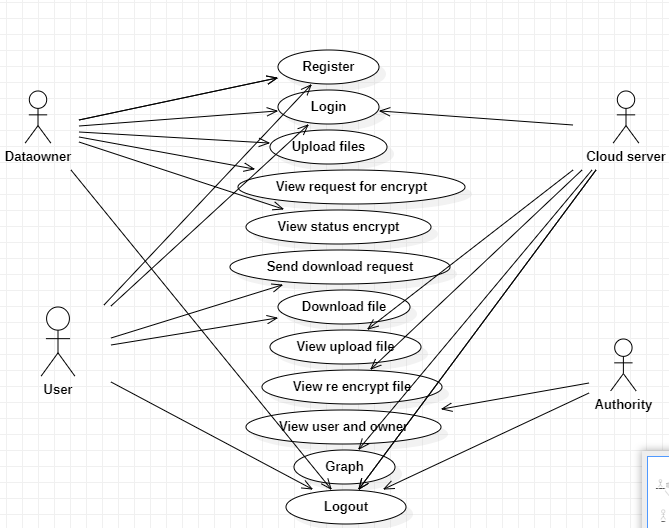 Register
Login
Dataowner
Cloud server
Upload files
View request for encrypt
View status encrypt
Send download request
Download file
View upload file
User
View re encrypt file
Authority
View user and owner
Graph
Logout